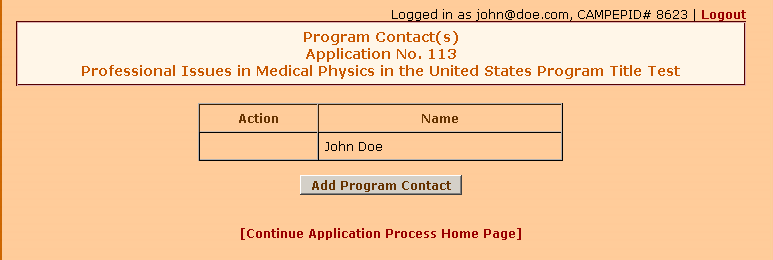 Logged in as john@doe.com, CAMPEPID# 8623 | Logout
Program Contact(s)
Application No. 113
Professional Issues in Medical Physics in the United States Program Title Test
Action Name
John Doe
Add Program Contact
[Continue Application Process Home Page]